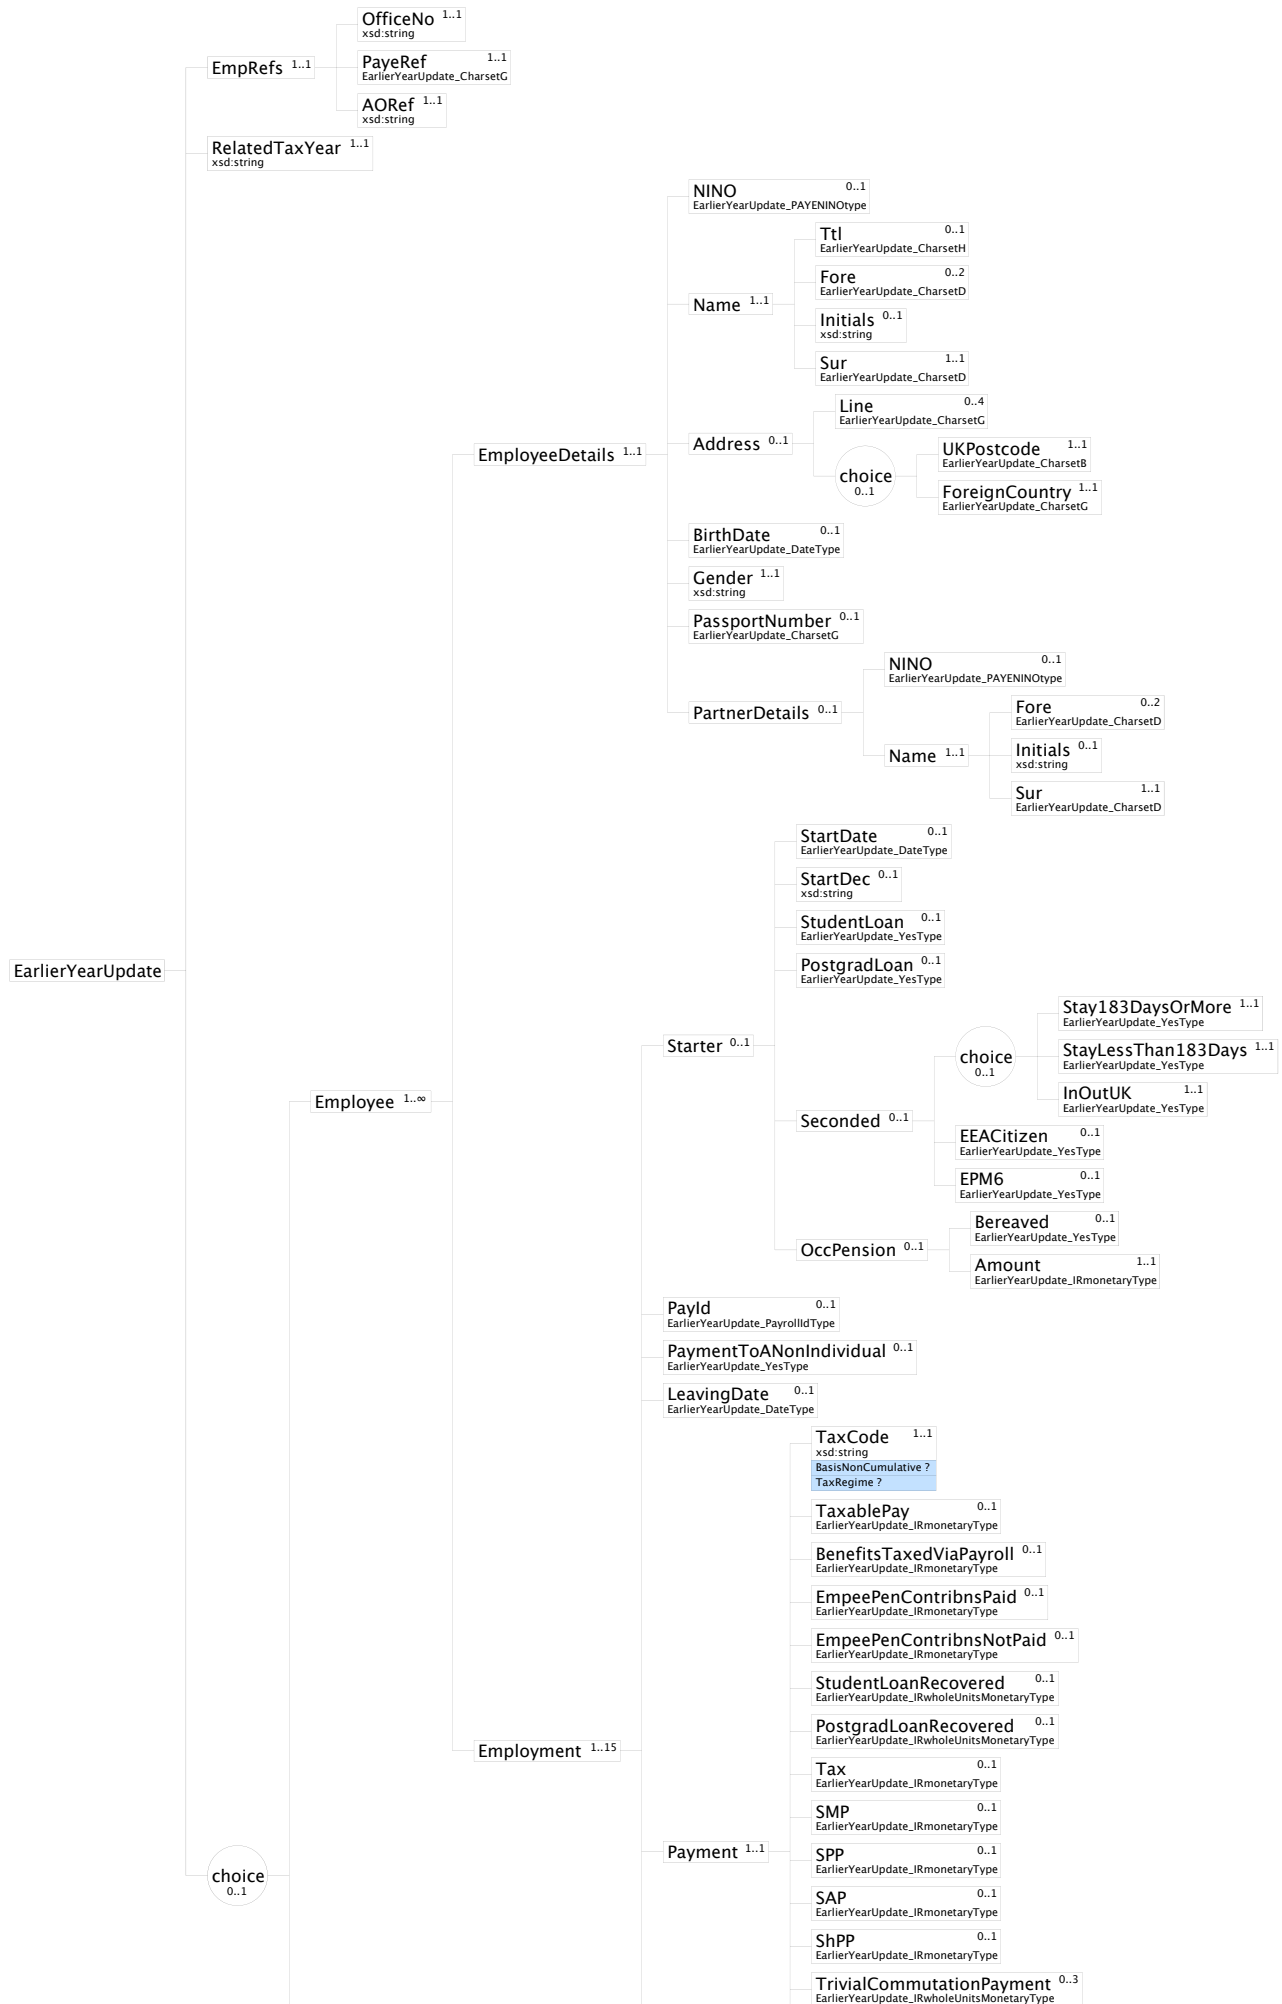 OfficeNo 1..1
xsd:string
EmpRefs 1..1
PayeRef 1..1
EarlierYearUpdate_CharsetG
AORef 1..1
xsd:string
RelatedTaxYear 1..1
xsd:string
NINO 0..1
EarlierYearUpdate_PAYENINOtype
Ttl 0..1
EarlierYearUpdate_CharsetH
Fore 0..2
EarlierYearUpdate_CharsetD
Name 1..1
Initials 0..1
xsd:string
Sur 1..1
EarlierYearUpdate_CharsetD
Line 0..4
EarlierYearUpdate_CharsetG
Address 0..1
EmployeeDetails 1..1
UKPostcode 1..1
EarlierYearUpdate_CharsetB
choice
0..1
ForeignCountry 1..1
EarlierYearUpdate_CharsetG
BirthDate 0..1
EarlierYearUpdate_DateType
Gender 1..1
xsd:string
PassportNumber 0..1
EarlierYearUpdate_CharsetG
NINO 0..1
EarlierYearUpdate_PAYENINOtype
PartnerDetails 0..1
Fore 0..2
EarlierYearUpdate_CharsetD
Name 1..1
Initials 0..1
xsd:string
Sur 1..1
EarlierYearUpdate_CharsetD
StartDate 0..1
EarlierYearUpdate_DateType
StartDec 0..1
xsd:string
StudentLoan 0..1
EarlierYearUpdate_YesType
PostgradLoan 0..1
EarlierYearUpdate_YesType
EarlierYearUpdate
Stay183DaysOrMore 1..1
EarlierYearUpdate_YesType
Starter 0..1
choice
0..1
StayLessThan183Days 1..1
EarlierYearUpdate_YesType
Employee 1..∞
InOutUK 1..1
EarlierYearUpdate_YesType
Seconded 0..1
EEACitizen 0..1
EarlierYearUpdate_YesType
EPM6 0..1
EarlierYearUpdate_YesType
Bereaved 0..1
EarlierYearUpdate_YesType
OccPension 0..1
Amount 1..1
EarlierYearUpdate_IRmonetaryType
PayId 0..1
EarlierYearUpdate_PayrollIdType
PaymentToANonIndividual 0..1
EarlierYearUpdate_YesType
LeavingDate 0..1
EarlierYearUpdate_DateType
TaxCode 1..1
xsd:string
BasisNonCumulative ?
TaxRegime ?
TaxablePay 0..1
EarlierYearUpdate_IRmonetaryType
BenefitsTaxedViaPayroll 0..1
EarlierYearUpdate_IRmonetaryType
EmpeePenContribnsPaid 0..1
EarlierYearUpdate_IRmonetaryType
EmpeePenContribnsNotPaid 0..1
EarlierYearUpdate_IRmonetaryType
StudentLoanRecovered 0..1
EarlierYearUpdate_IRwholeUnitsMonetaryType
PostgradLoanRecovered 0..1
EarlierYearUpdate_IRwholeUnitsMonetaryType
Employment 1..15
Tax 0..1
EarlierYearUpdate_IRmonetaryType
SMP 0..1
EarlierYearUpdate_IRmonetaryType
Payment 1..1
SPP 0..1
EarlierYearUpdate_IRmonetaryType
choice
0..1
SAP 0..1
EarlierYearUpdate_IRmonetaryType
ShPP 0..1
EarlierYearUpdate_IRmonetaryType
TrivialCommutationPayment 0..3
EarlierYearUpdate_IRwholeUnitsMonetaryType